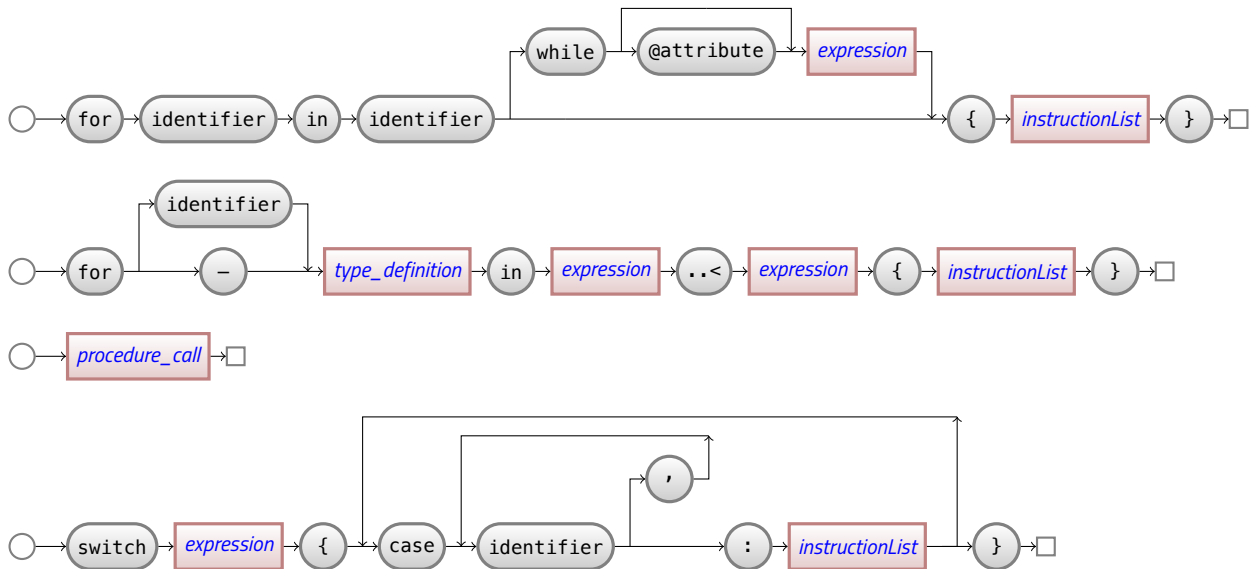 while @attribute expression
for identifier in identifier { instructionList }
identifier
for – type_definition in expression ..< expression { instructionList }
procedure_call
,
switch expression { case identifier : instructionList }